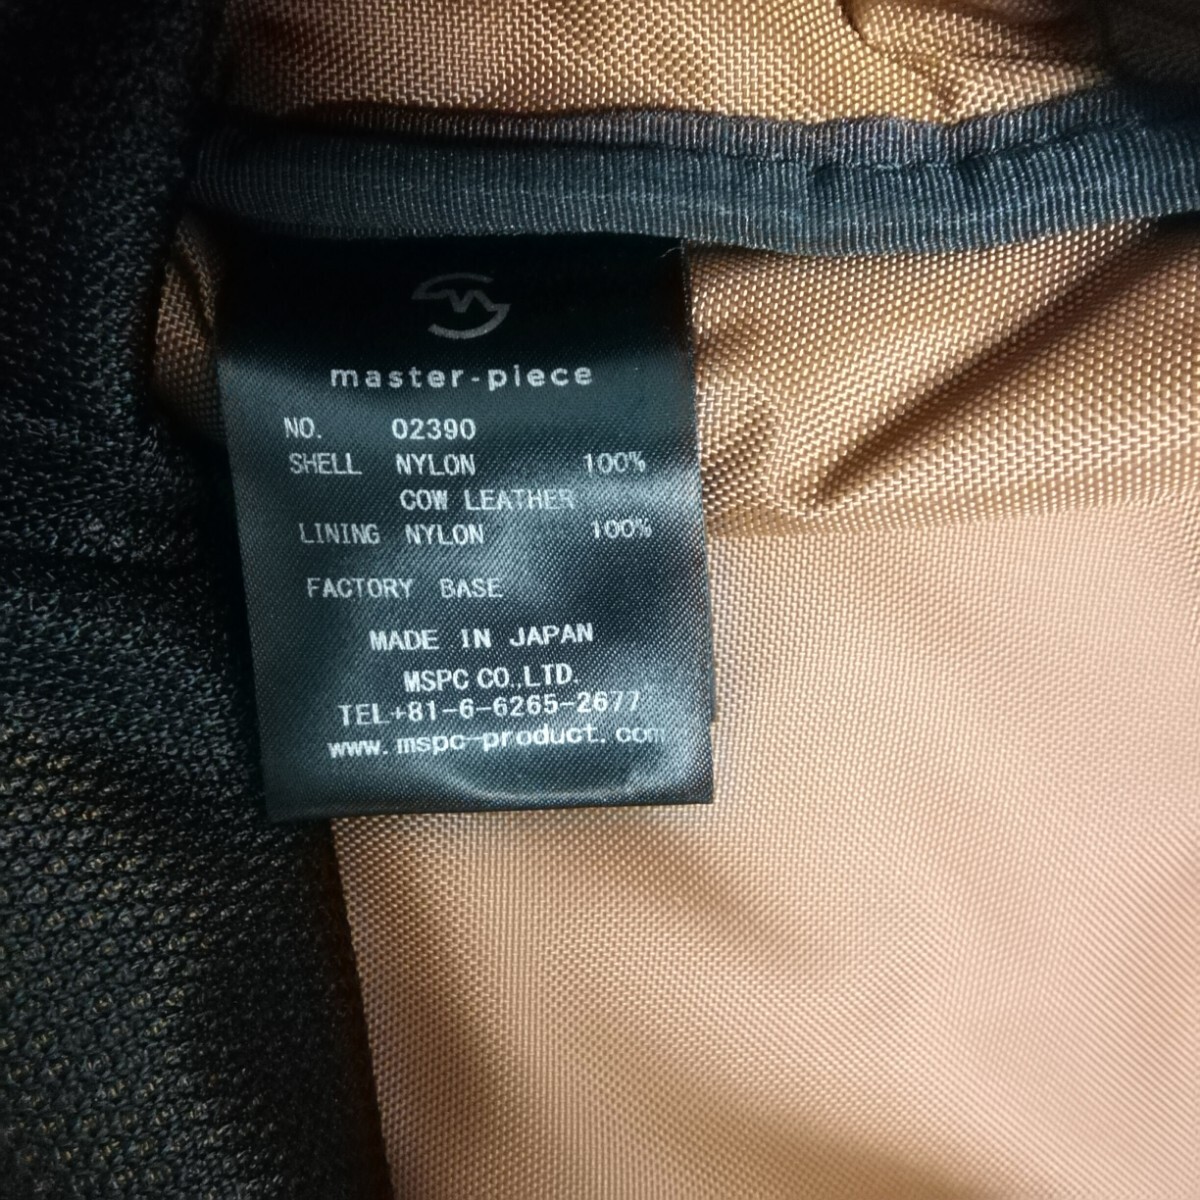 master-piece
NO. 02390
SHELL NYLON 100%
COW LEATHER
LINING NYLON 100%
FACTORY BASE
MADE IN JAPAN
MSPC CO.,LTD.
TEL+81-6-6265-2677
www.mspc-product.com